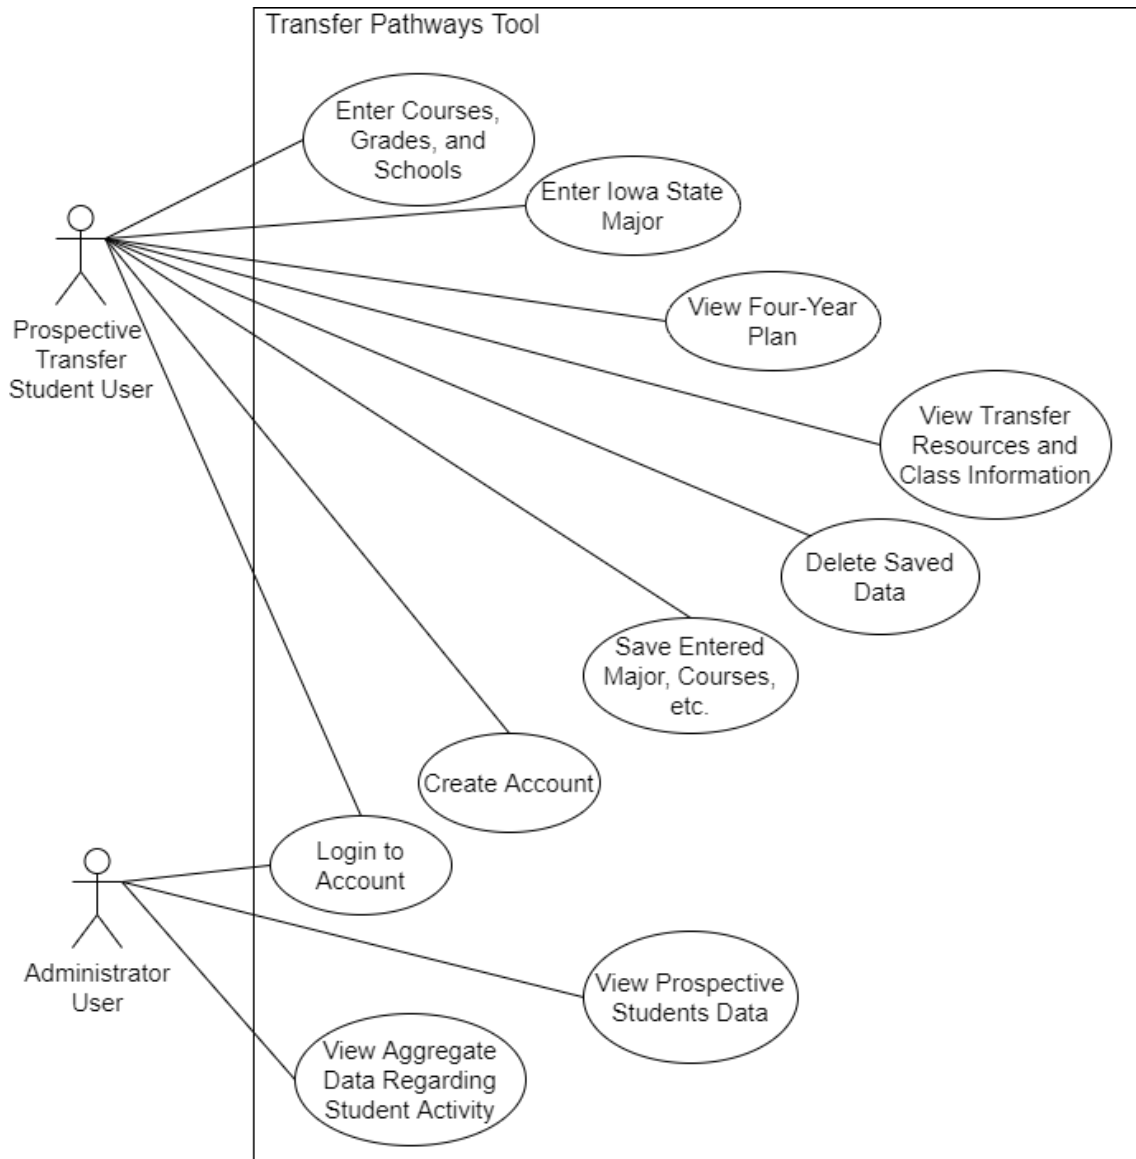 Transfer Pathways Tool
Enter Courses,
Grades, and
Schools
Enter Iowa State
Major
Prospective
Transfer
Student User
View Four-Year
Plan
View Transfer
Resources and
Class Information
Delete Saved
Data
Save Entered
Major, Courses,
etc.
Create Account
Login to
Account
Administrator
User
View Prospective
Students Data
View Aggregate
Data Regarding
Student Activity